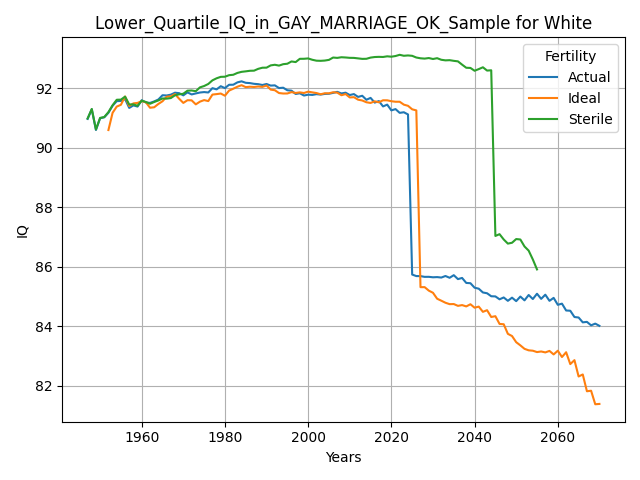 Lower_Quartile_IQ_in_GAY_MARRIAGE_OK_Sample for White
Fertility
Actual
Ideal
Sterile
IQ
92
90
88
86
84
82
1960
1980
2000
2020
2040
2060
Years